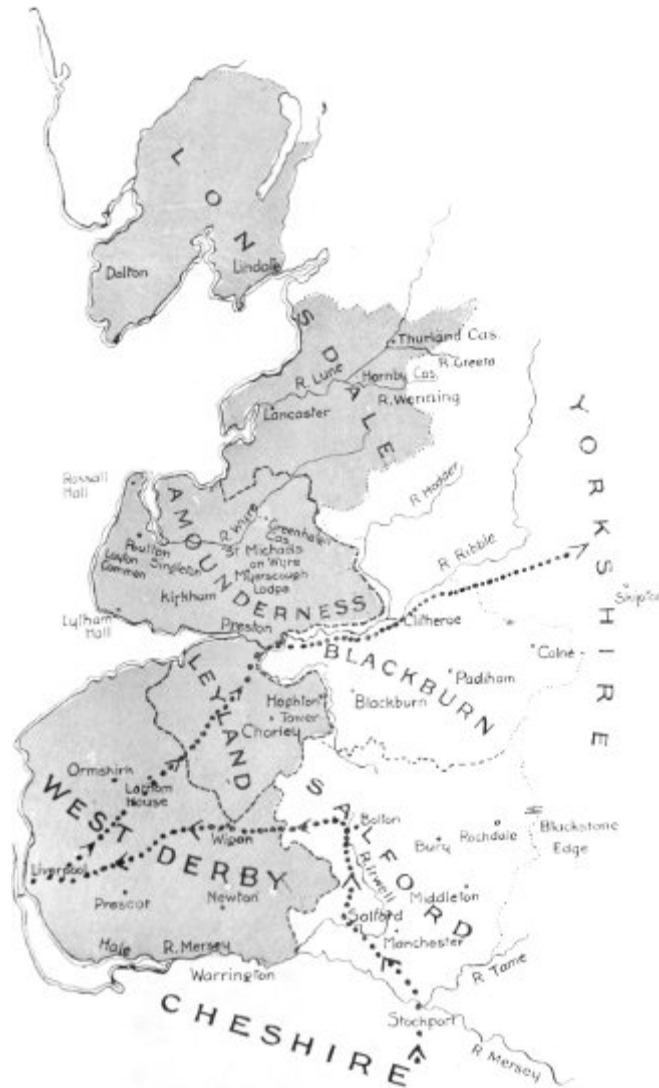 LONSDALE
Dalton
Lindale
Thurland Cas.
R. Greeta
R. Lune
Hornby Cas.
R. Wenning
Lancaster
YORKSHIRE
R. Hodder
Rossall
Hall
AMOUNDERNESS
R. Wyre
Greenhalgh
Cas.
Poulton
Layton
Common
Singleton
St Michaels
on Wyre
Myerscough
Lodge
Kirkham
R. Ribble
Lytham
Hall
Preston
Clitheroe
Skipton
BLACKBURN
Colne
Padiham
Blackburn
LEYLAND
Hoghton
Tower
Chorley
Ormskirk
Lathom
House
WEST DERBY
SALFORD
Wigan
Bolton
Bury
Rochdale
Blackstone
Edge
Liverpool
R. Irwell
Prescot
Newton
Middleton
Salford
Manchester
Hale
R. Mersey
Warrington
R Tame
CHESHIRE
Stockport
R. Mersey